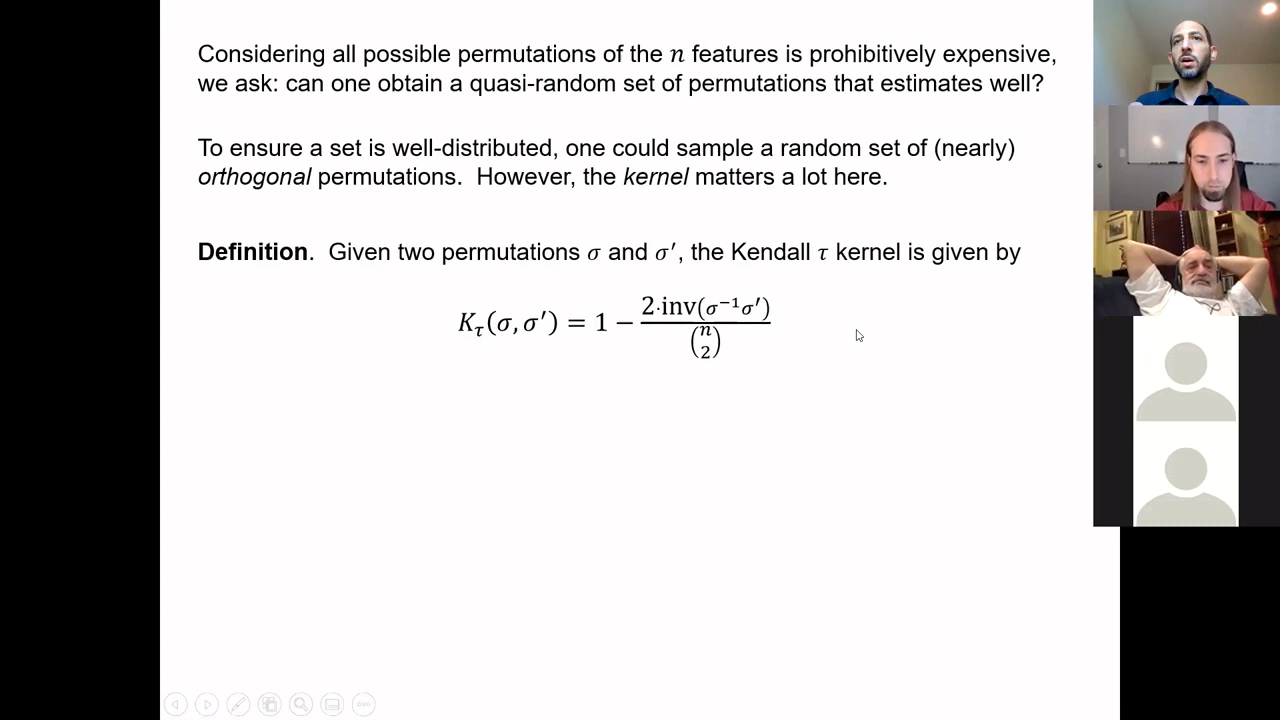 Considering all possible permutations of the 𝑛 features is prohibitively expensive,
we ask: can one obtain a quasi-random set of permutations that estimates well?
To ensure a set is well-distributed, one could sample a random set of (nearly)
orthogonal permutations. However, the kernel matters a lot here.
Definition. Given two permutations 𝜎 and 𝜎′, the Kendall 𝜏 kernel is given by
𝐾𝜏(𝜎, 𝜎′) = 1 − 2·inv(𝜎⁻¹𝜎′) / (𝑛 2)